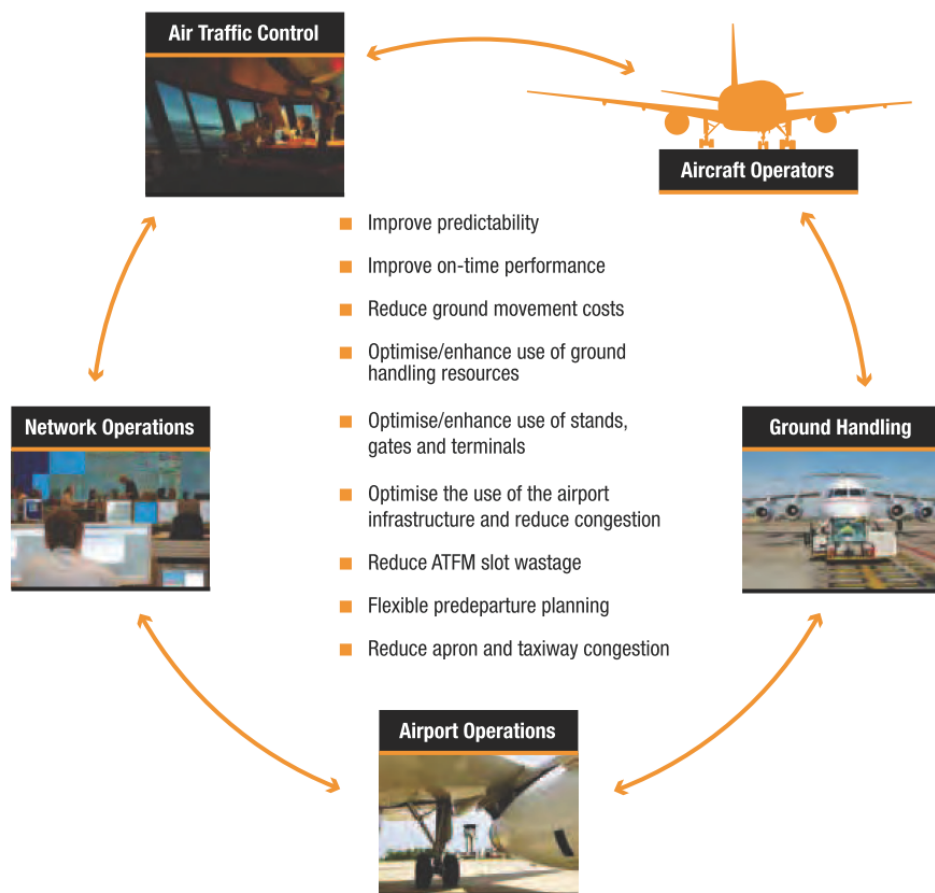 Air Traffic Control
Aircraft Operators
Improve predictability
Improve on-time performance
Reduce ground movement costs
Optimise/enhance use of ground
handling resources
Optimise/enhance use of stands,
gates and terminals
Optimise the use of the airport
infrastructure and reduce congestion
Reduce ATFM slot wastage
Flexible predeparture planning
Reduce apron and taxiway congestion
Network Operations
Ground Handling
Airport Operations